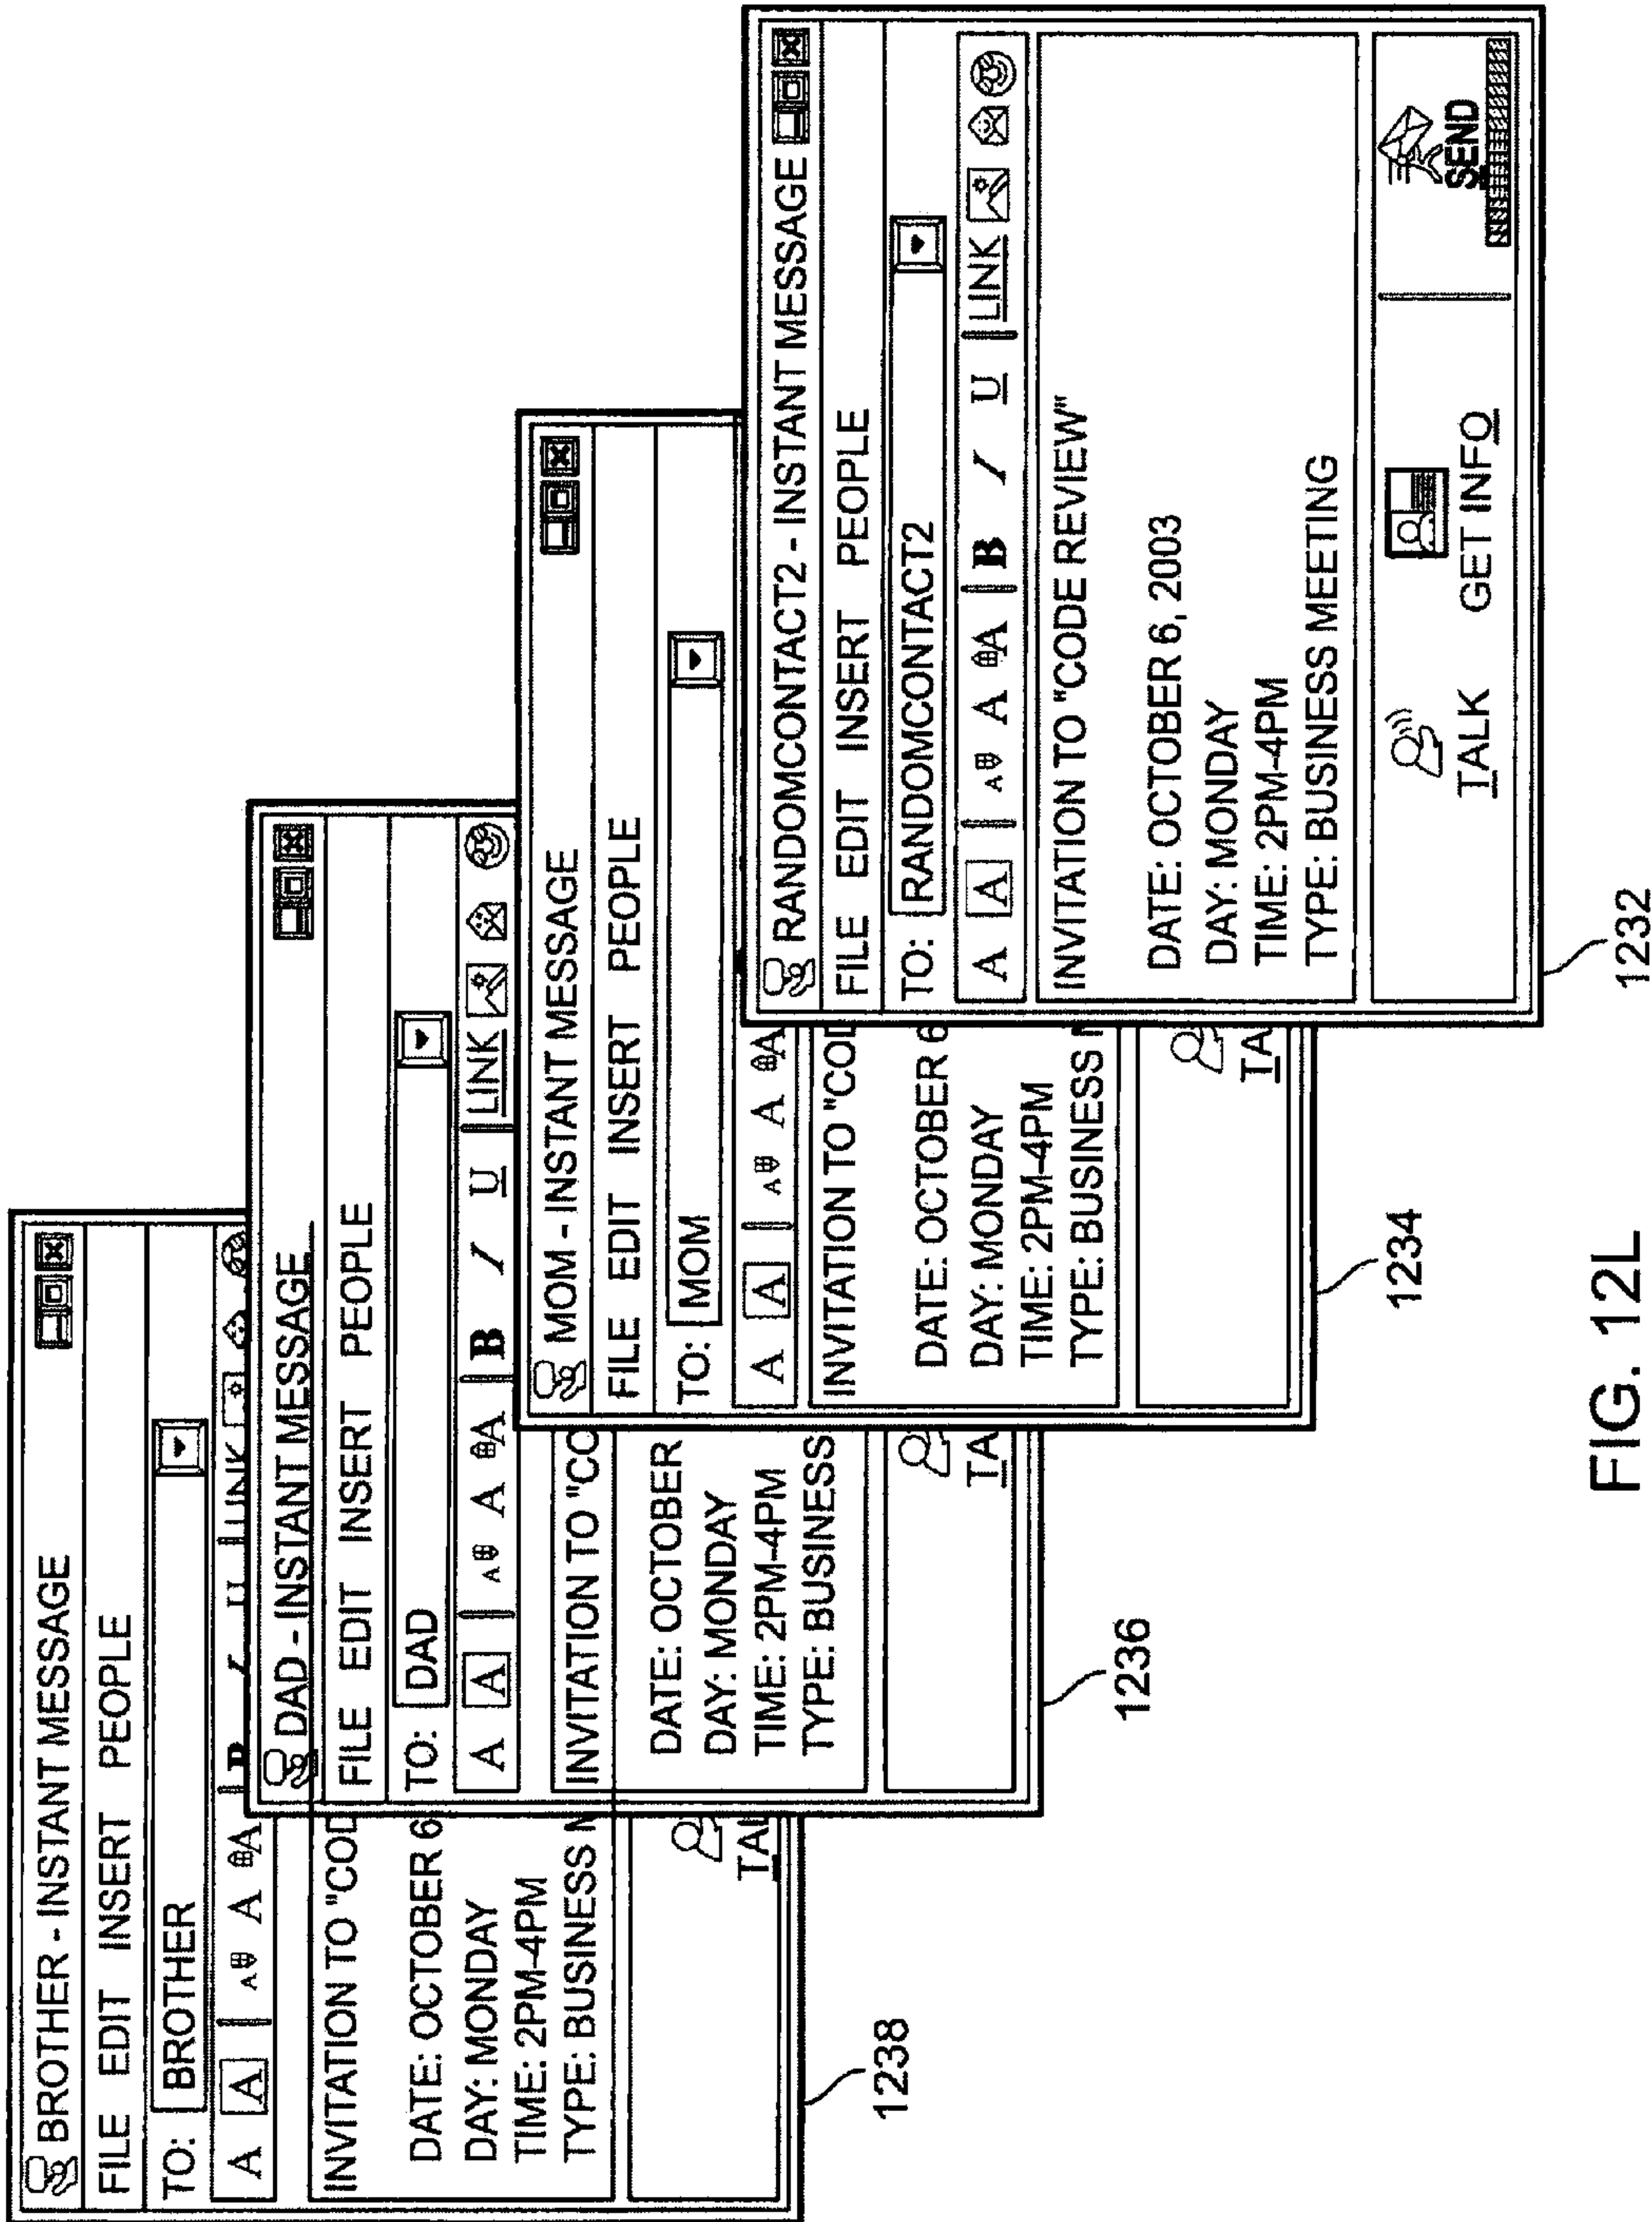 BROTHER - INSTANT MESSAGE
FILE EDIT INSERT PEOPLE
TO: BROTHER
A A A A A B I U LINK
INVITATION TO "COD
DATE: OCTOBER 6
DAY: MONDAY
TIME: 2PM-4PM
TYPE: BUSINESS M
TAL
1238
DAD - INSTANT MESSAGE
FILE EDIT INSERT PEOPLE
TO: DAD
A A A A A B I U LINK
INVITATION TO "CO
DATE: OCTOBER
DAY: MONDAY
TIME: 2PM-4PM
TYPE: BUSINESS
TA
1236
MOM - INSTANT MESSAGE
FILE EDIT INSERT PEOPLE
TO: MOM
A A A A A
INVITATION TO "COD
DATE: OCTOBER 6
DAY: MONDAY
TIME: 2PM-4PM
TYPE: BUSINESS M
TA
1234
RANDOMCONTACT2 - INSTANT MESSAGE
FILE EDIT INSERT PEOPLE
TO: RANDOMCONTACT2
A A A A A B I U LINK
INVITATION TO "CODE REVIEW"
DATE: OCTOBER 6, 2003
DAY: MONDAY
TIME: 2PM-4PM
TYPE: BUSINESS MEETING
TALK GET INFO SEND
1232
FIG. 12L